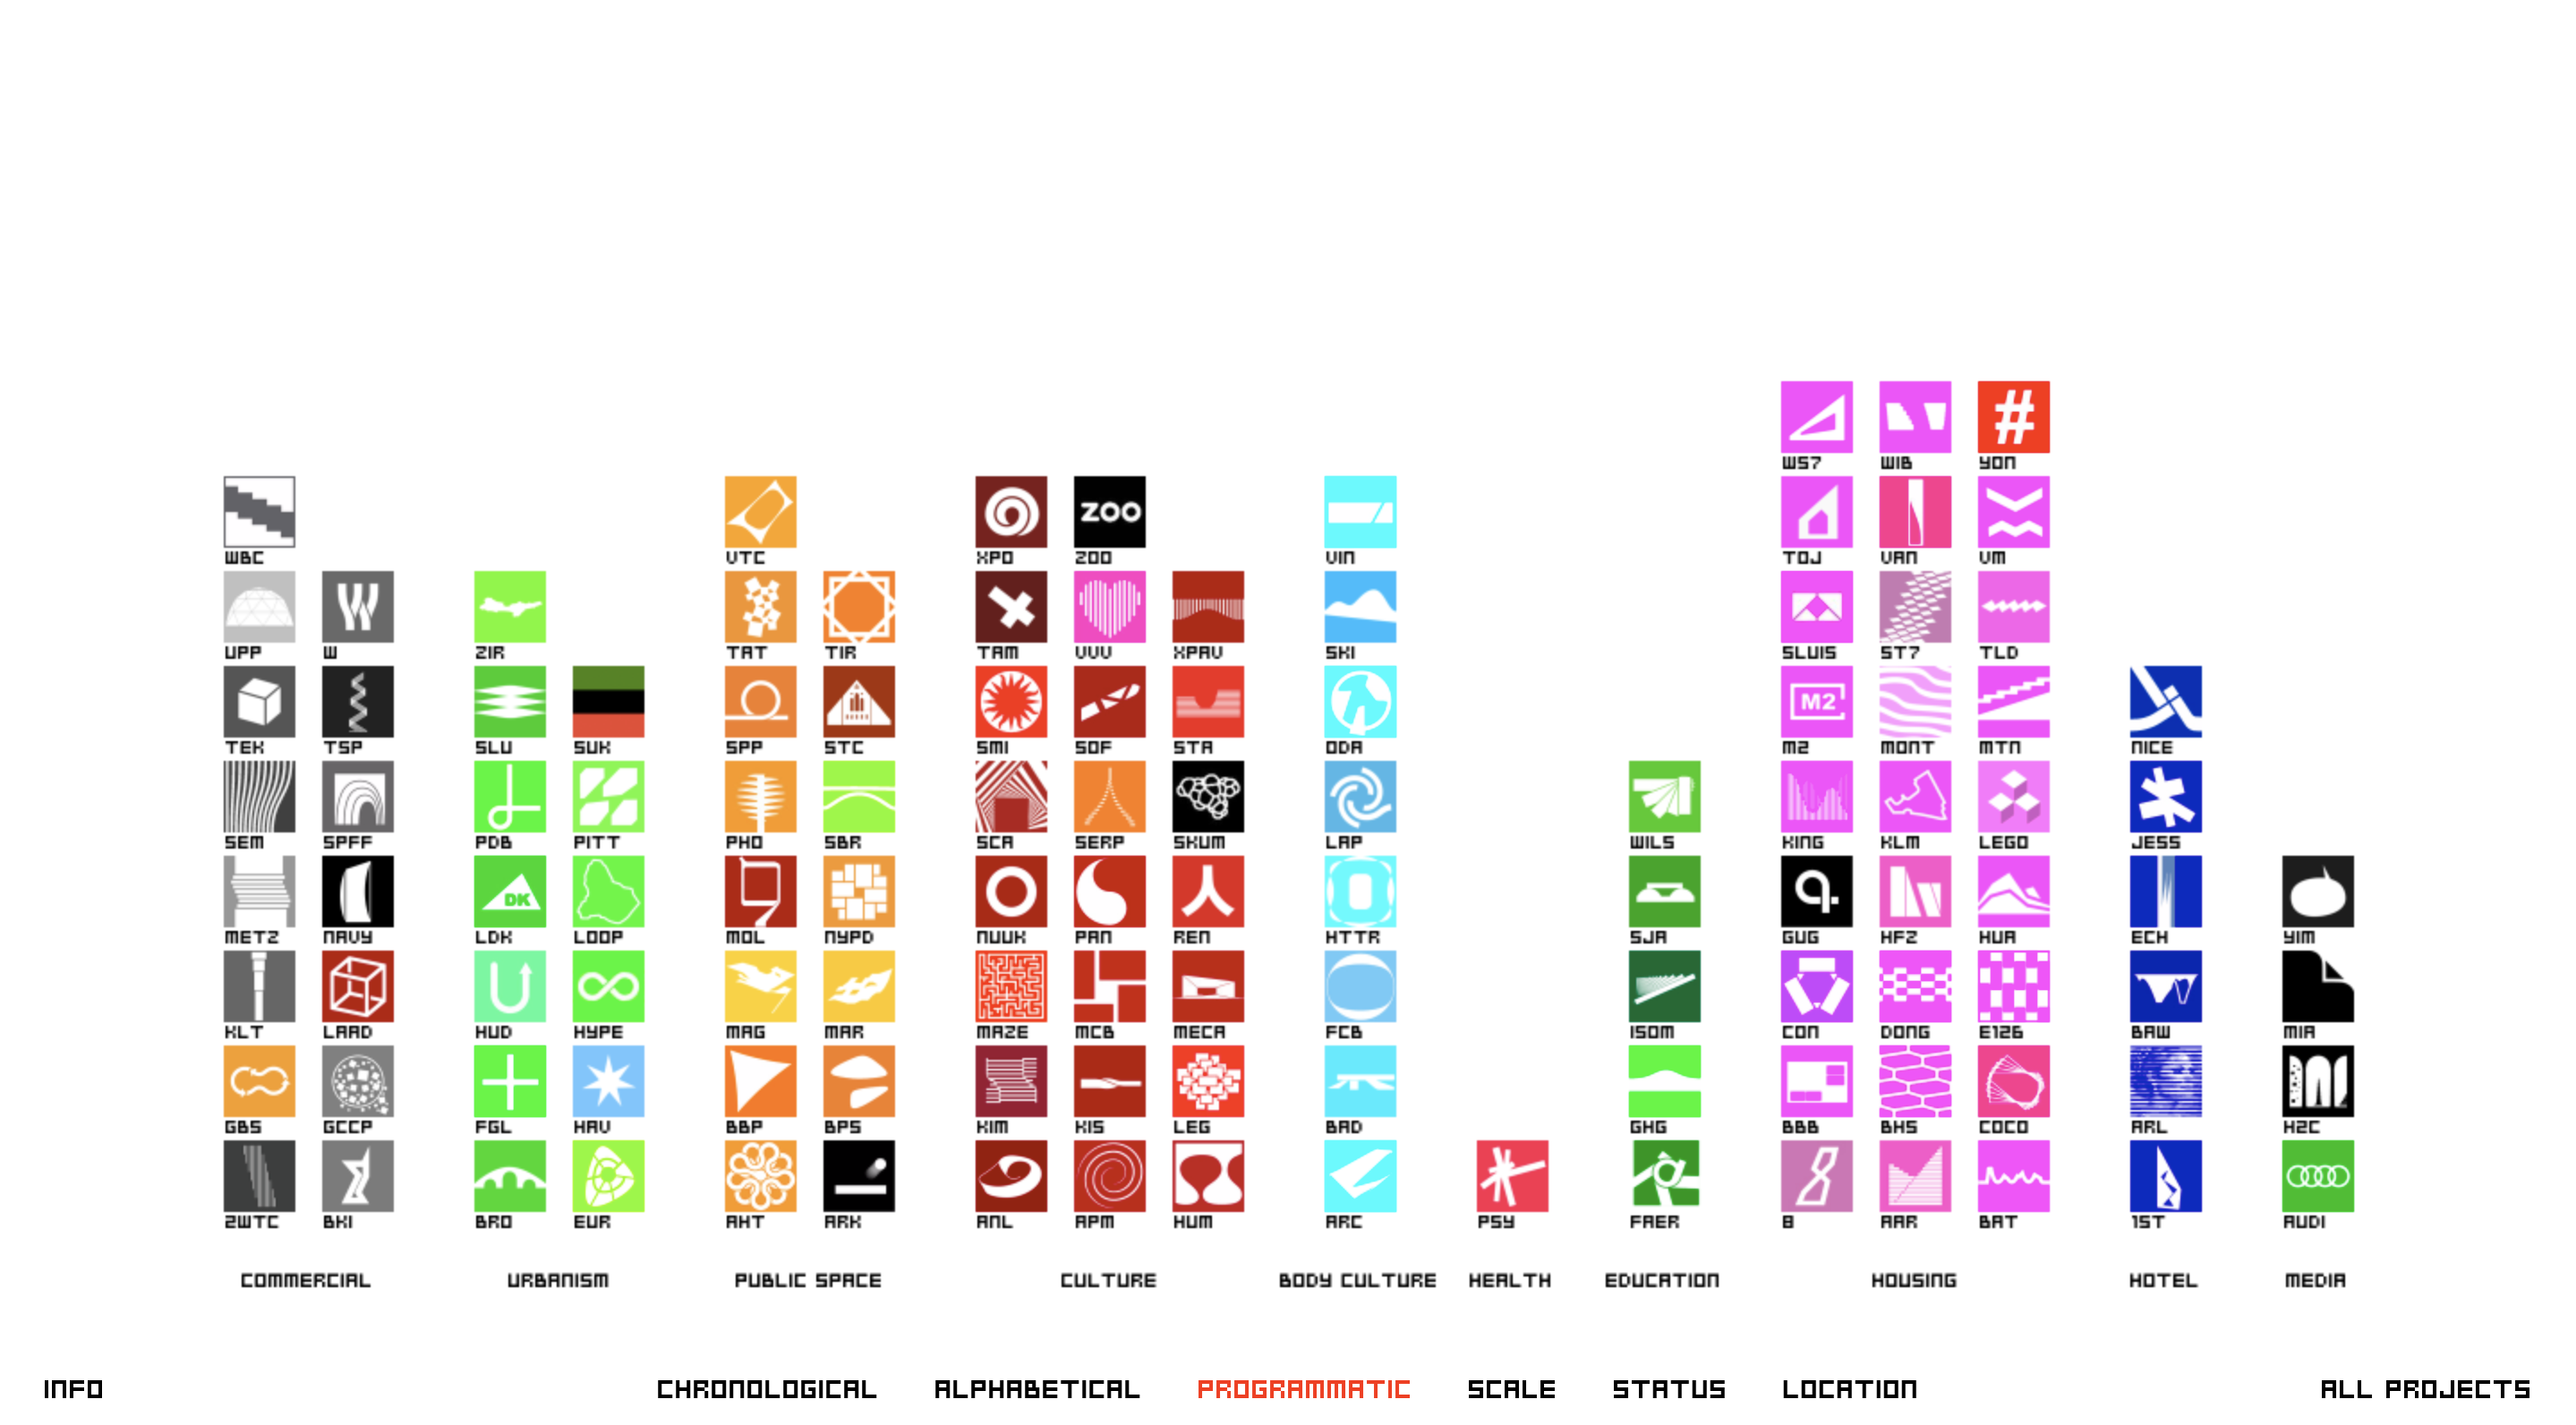 WS7 WIB # YON
WBC VTC XPO ZOO ZOO VIN TOJ VAN VM
UPP W ZIR TAT TIR TAM VVV XPAV SKI SLUIS ST7 TLD
TEK TSP SLU SUK SPP STC SMI SOF STA ODA M2 M2 MONT MTN NICE
SEM SPFF PDB PITT PHO SBR SCA SERP SKUM LAP WILS KING KLM LEGO JESS
METZ NAVY DK LDK LOOP MOL NYPD NUUK PAN REN HTTR SJA GUG HFZ HUA ECH YIM
KLT LAAD HUD HYPE MAG MAR MAZE MCB MECA FCB ISOM CON DONG E126 BAW MIA
GBS GCCP FGL HAV BBP BPS KIM KIS LEG BAD GHG BBB BHS COCO ARL H2C
2WTC BKI BRO EUR AKT ARK ANL APM HUM ARC PSY FAER 8 AAR BAT 1ST AUDI
COMMERCIAL URBANISM PUBLIC SPACE CULTURE BODY CULTURE HEALTH EDUCATION HOUSING HOTEL MEDIA
INFO CHRONOLOGICAL ALPHABETICAL PROGRAMMATIC SCALE STATUS LOCATION ALL PROJECTS